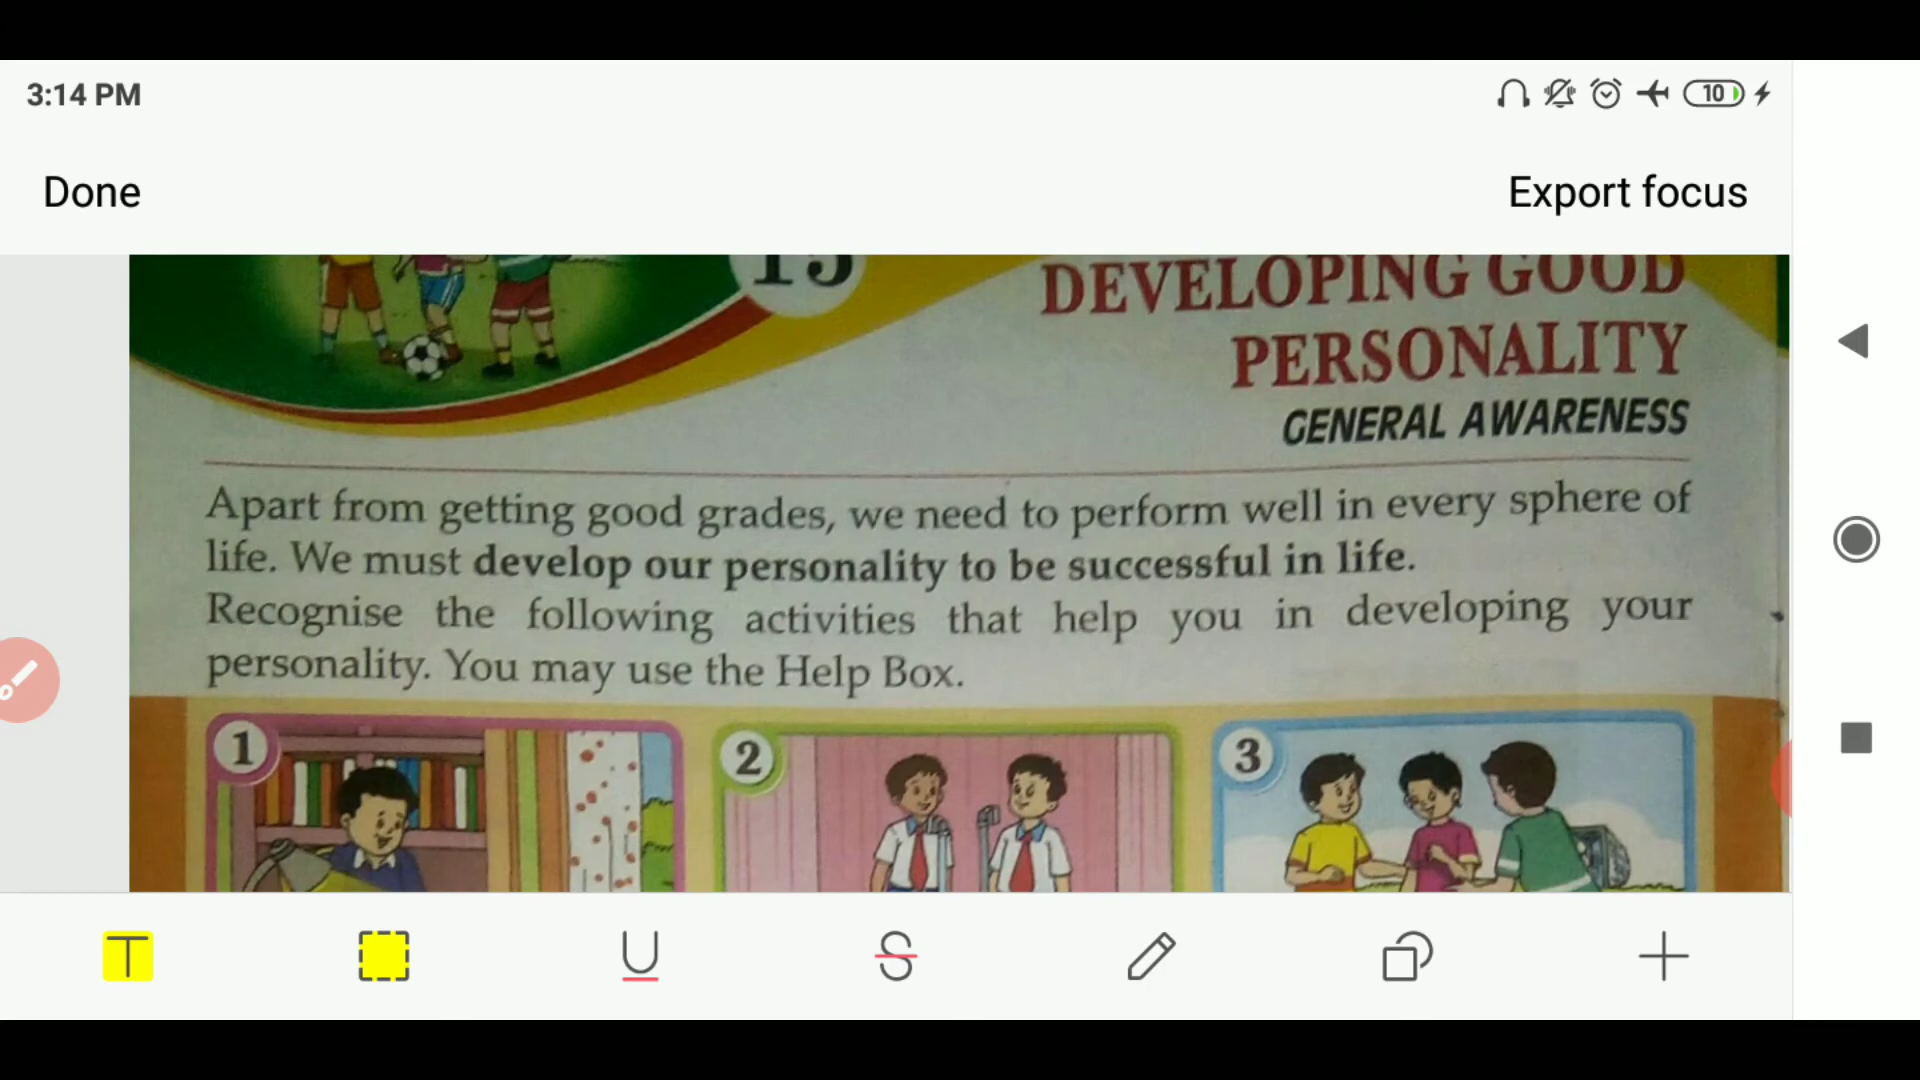 3:14 PM
10
Done
Export focus
15
DEVELOPING GOOD
PERSONALITY
GENERAL AWARENESS
Apart from getting good grades, we need to perform well in every sphere of
life. We must develop our personality to be successful in life.
Recognise the following activities that help you in developing your
personality. You may use the Help Box.
1
2
3
T
U
S